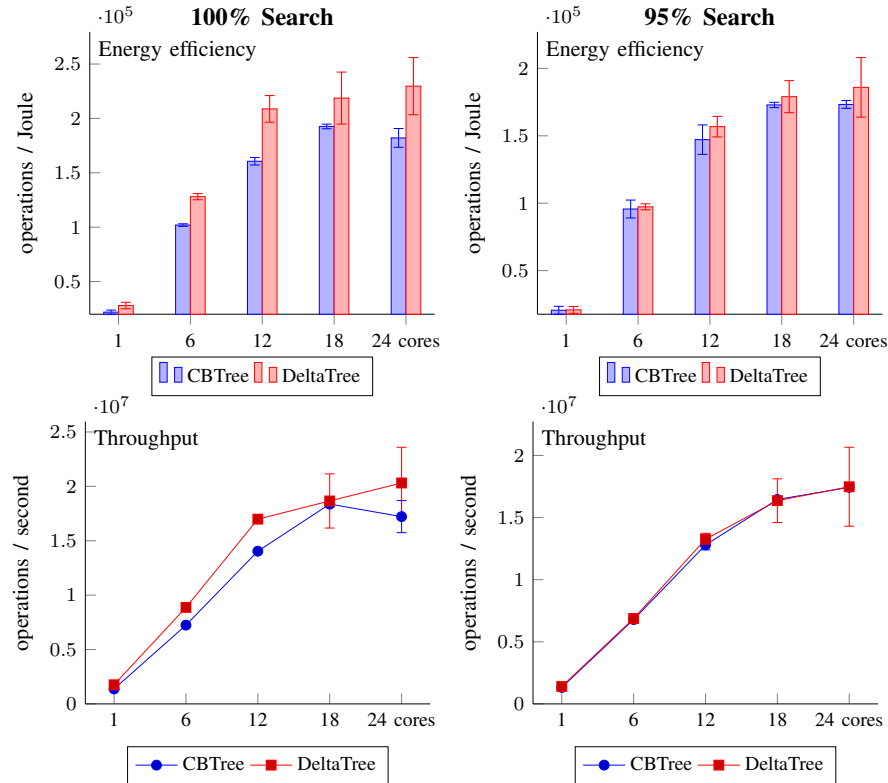 100% Search
·10⁵
Energy efficiency
operations / Joule
2.5
2
1.5
1
0.5
1 6 12 18 24 cores
CBTree DeltaTree
95% Search
·10⁵
Energy efficiency
operations / Joule
2
1.5
1
0.5
1 6 12 18 24 cores
CBTree DeltaTree
·10⁷
Throughput
operations / second
2.5
2
1.5
1
0.5
0
1 6 12 18 24 cores
CBTree DeltaTree
·10⁷
Throughput
operations / second
2
1.5
1
0.5
0
1 6 12 18 24 cores
CBTree DeltaTree